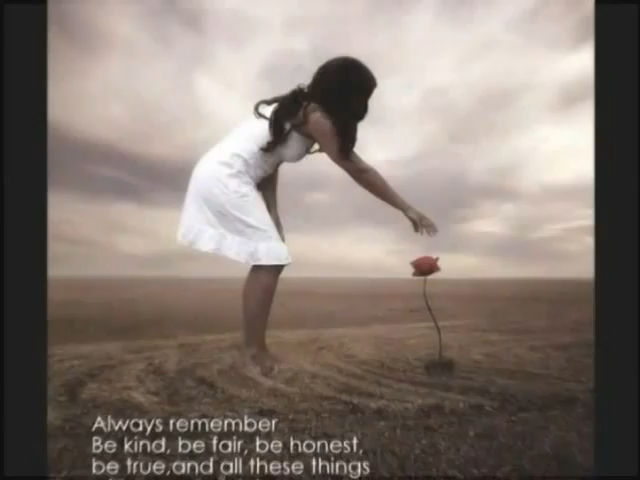 Always remember
Be kind, be fair, be honest,
be true,and all these things